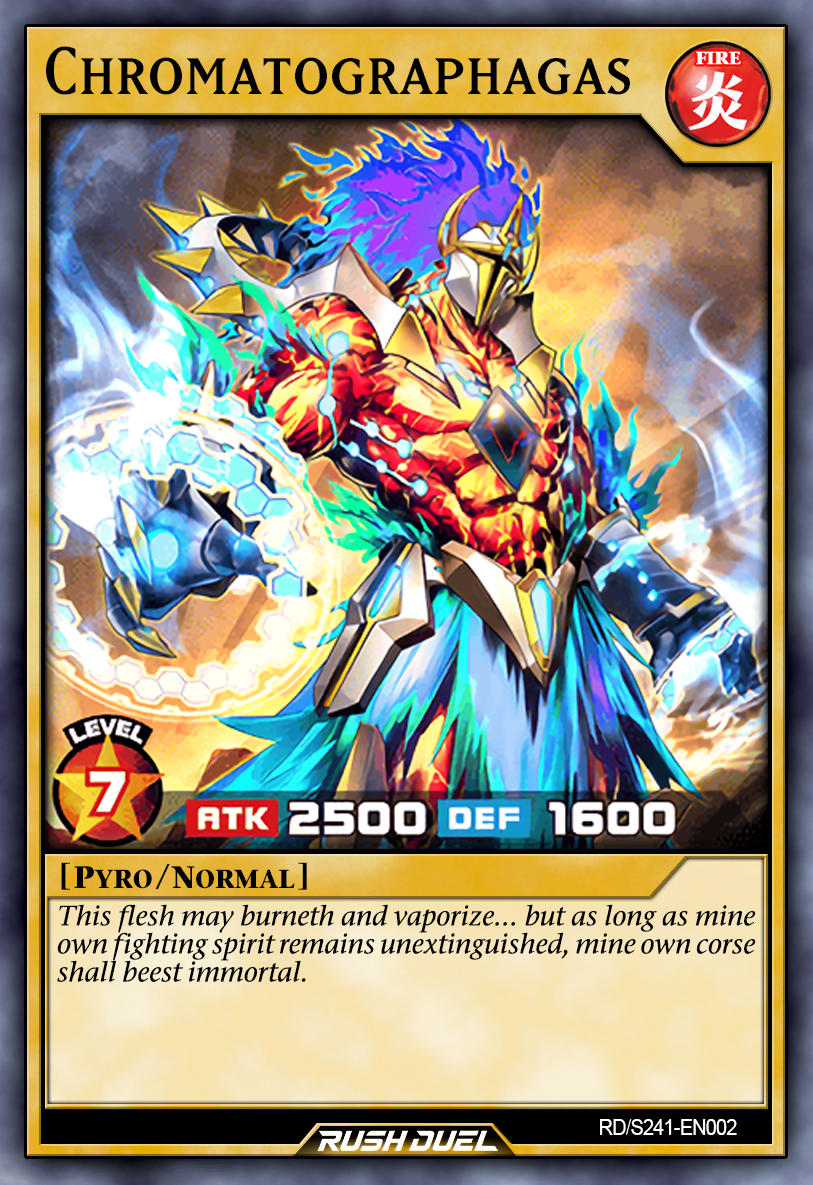 Chromatographagas
FIRE
炎
LEVEL
7
ATK 2500 DEF 1600
[Pyro/Normal]
This flesh may burneth and vaporize... but as long as mine
own fighting spirit remains unextinguished, mine own corse
shall beest immortal.
RD/S241-EN002
RUSH DUEL